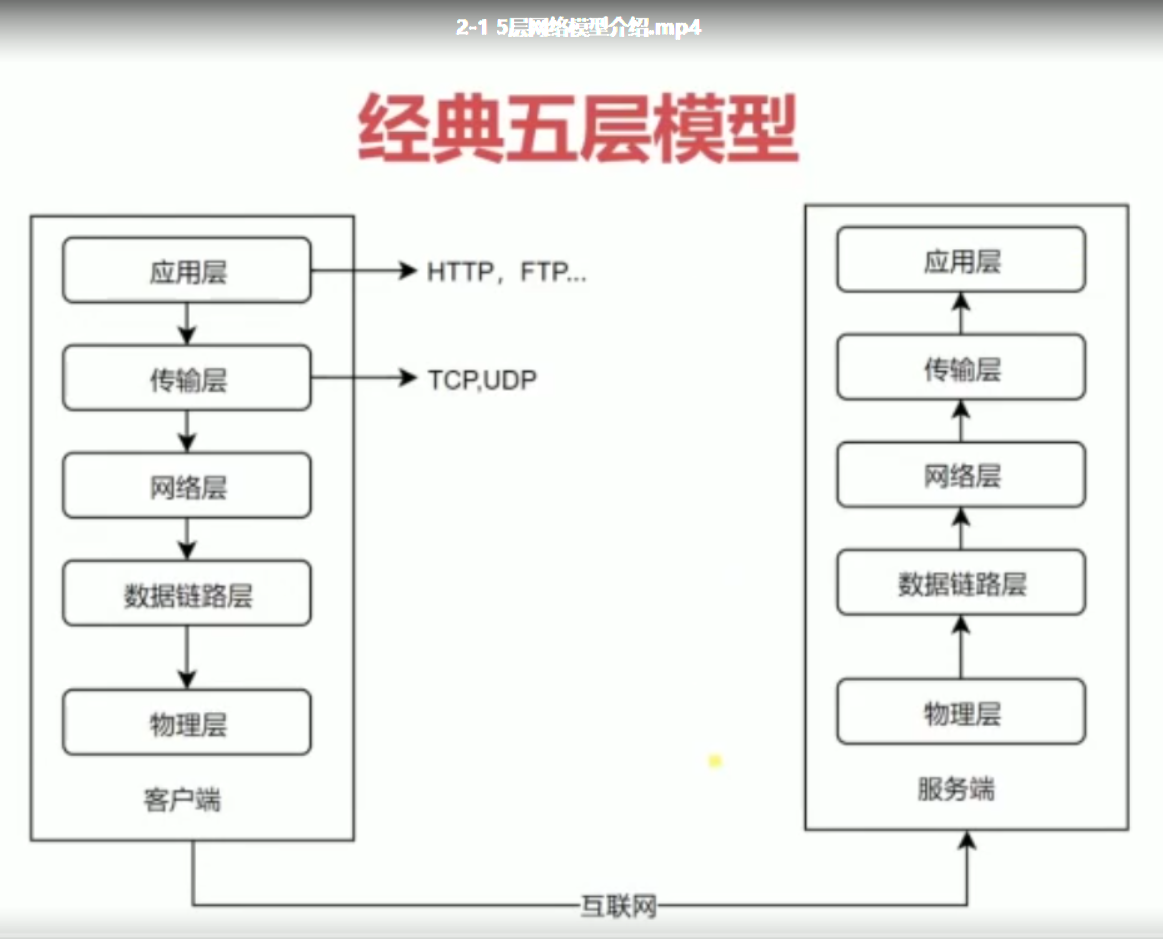 2-1 5层网络模型介绍.mp4
经典五层模型
应用层
HTTP，FTP...
传输层
TCP,UDP
网络层
数据链路层
物理层
客户端
应用层
传输层
网络层
数据链路层
物理层
服务端
互联网